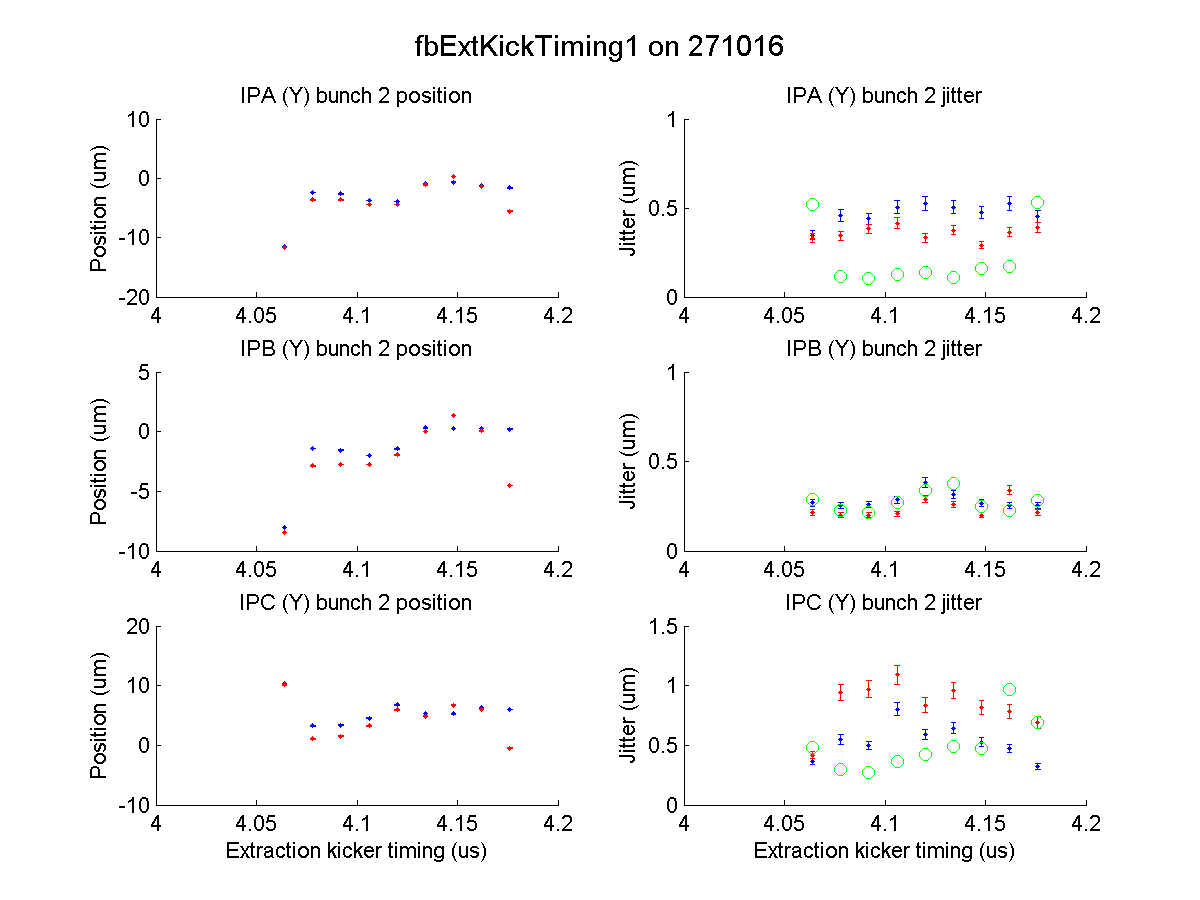 fbExtKickTiming1 on 271016
IPA (Y) bunch 2 position
Position (um)
10
0
-10
-20
4 4.05 4.1 4.15 4.2
IPA (Y) bunch 2 jitter
Jitter (um)
1
0.5
0
4 4.05 4.1 4.15 4.2
IPB (Y) bunch 2 position
Position (um)
5
0
-5
-10
4 4.05 4.1 4.15 4.2
IPB (Y) bunch 2 jitter
Jitter (um)
1
0.5
0
4 4.05 4.1 4.15 4.2
IPC (Y) bunch 2 position
Position (um)
20
10
0
-10
4 4.05 4.1 4.15 4.2
Extraction kicker timing (us)
IPC (Y) bunch 2 jitter
Jitter (um)
1.5
1
0.5
0
4 4.05 4.1 4.15 4.2
Extraction kicker timing (us)